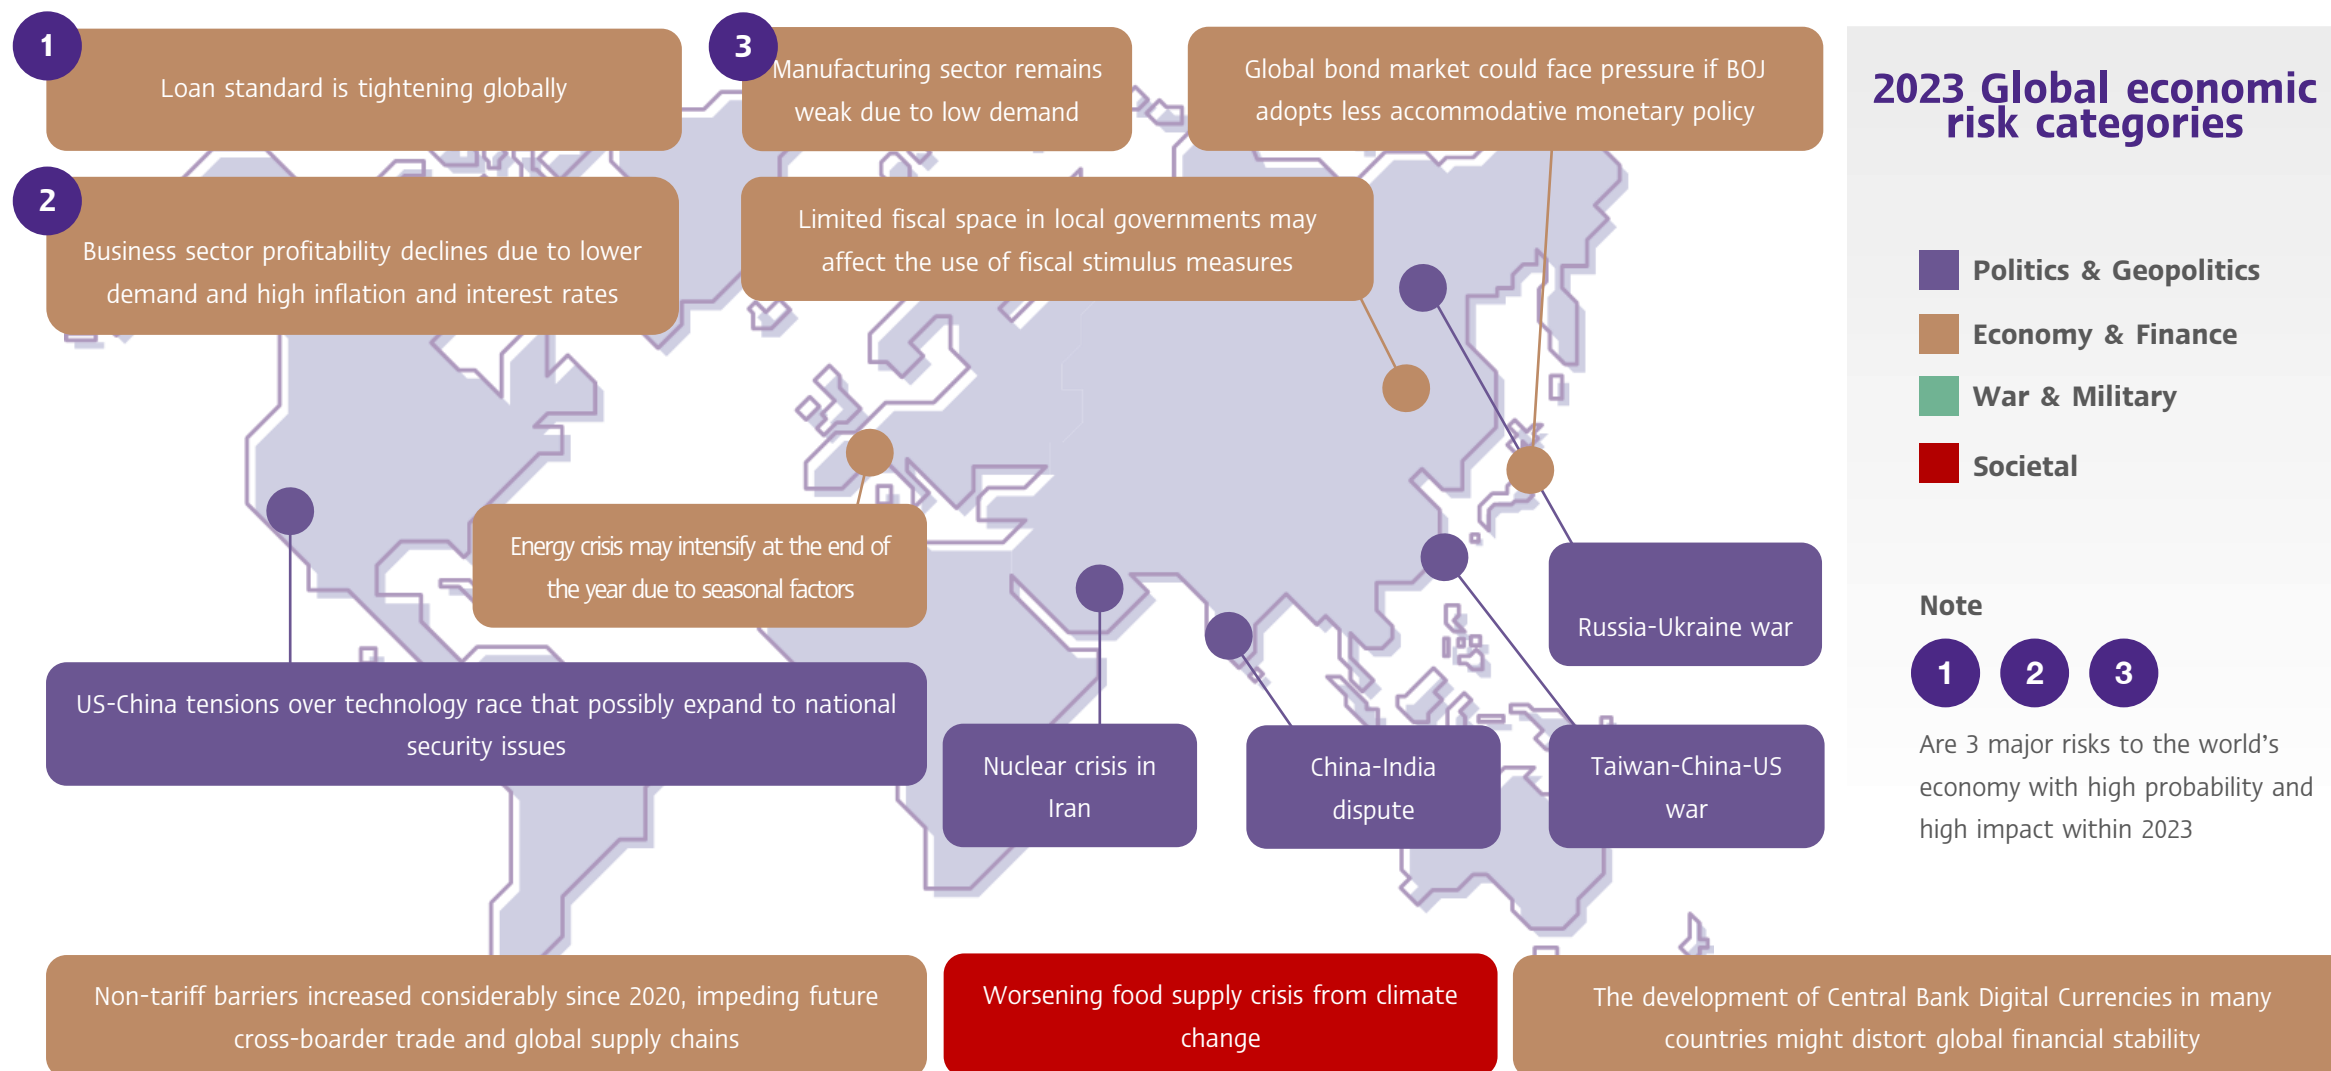 1
Loan standard is tightening globally
2
Business sector profitability declines due to lower
demand and high inflation and interest rates
3
Manufacturing sector remains
weak due to low demand
Global bond market could face pressure if BOJ
adopts less accommodative monetary policy
Limited fiscal space in local governments may
affect the use of fiscal stimulus measures
Energy crisis may intensify at the end of
the year due to seasonal factors
US-China tensions over technology race that possibly expand to national
security issues
Nuclear crisis in
Iran
China-India
dispute
Russia-Ukraine war
Taiwan-China-US
war
Non-tariff barriers increased considerably since 2020, impeding future
cross-boarder trade and global supply chains
Worsening food supply crisis from climate
change
The development of Central Bank Digital Currencies in many
countries might distort global financial stability
2023 Global economic
risk categories
Politics & Geopolitics
Economy & Finance
War & Military
Societal
Note
1 2 3
Are 3 major risks to the world's
economy with high probability and
high impact within 2023